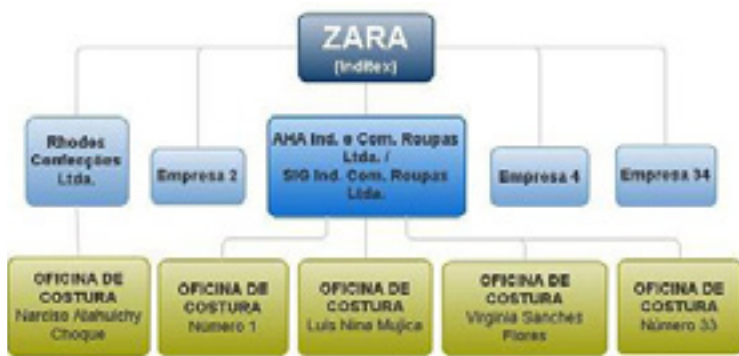 ZARA
(Inditex)
Rhodes
Confecções
Ltda.
Empresa 2
AHA Ind. e Com. Roupas
Ltda. /
SIG Ind. Com. Roupas
Ltda.
Empresa 4
Empresa 34
OFICINA DE
COSTURA
Narciso Atahuichy
Choque
OFICINA DE
COSTURA
Número 1
OFICINA DE
COSTURA
Luis Nina Mujica
OFICINA DE
COSTURA
Virginia Sanches
Flores
OFICINA DE
COSTURA
Número 33